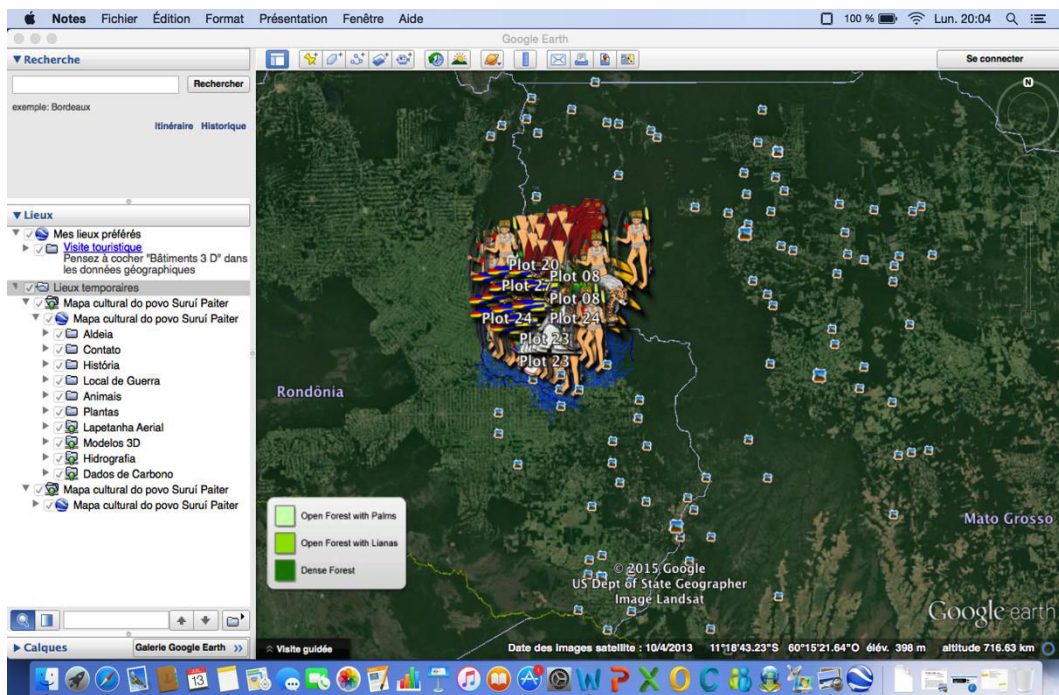 Notes Fichier Édition Format Présentation Fenêtre Aide 100 % Lun. 20:04
Google Earth
Recherche
Rechercher
exemple: Bordeaux
Itinéraire Historique
Lieux
Mes lieux préférés
Visite touristique
Pensez à cocher "Bâtiments 3 D" dans
les données géographiques
Lieux temporaires
Mapa cultural do povo Suruí Paiter
Mapa cultural do povo Suruí Paiter
Aldeia
Contato
História
Local de Guerra
Animais
Plantas
Lapetanha Aerial
Modelos 3D
Hidrografia
Dados de Carbono
Mapa cultural do povo Suruí Paiter
Mapa cultural do povo Suruí Paiter
Calques
Galerie Google Earth >>
Se connecter
N
Plot 20
Plot 08
Plot 27
Plot 08
Plot 24 Plot 24
Plot 23
Plot 23
Rondônia
Mato Grosso
Open Forest with Palms
Open Forest with Lianas
Dense Forest
© 2015 Google
US Dept of State Geographer
Image Landsat
Google earth
Visite guidée
Date des images satellite : 10/4/2013 11°18'43.23"S 60°15'21.64"O élév. 398 m altitude 716.63 km
13